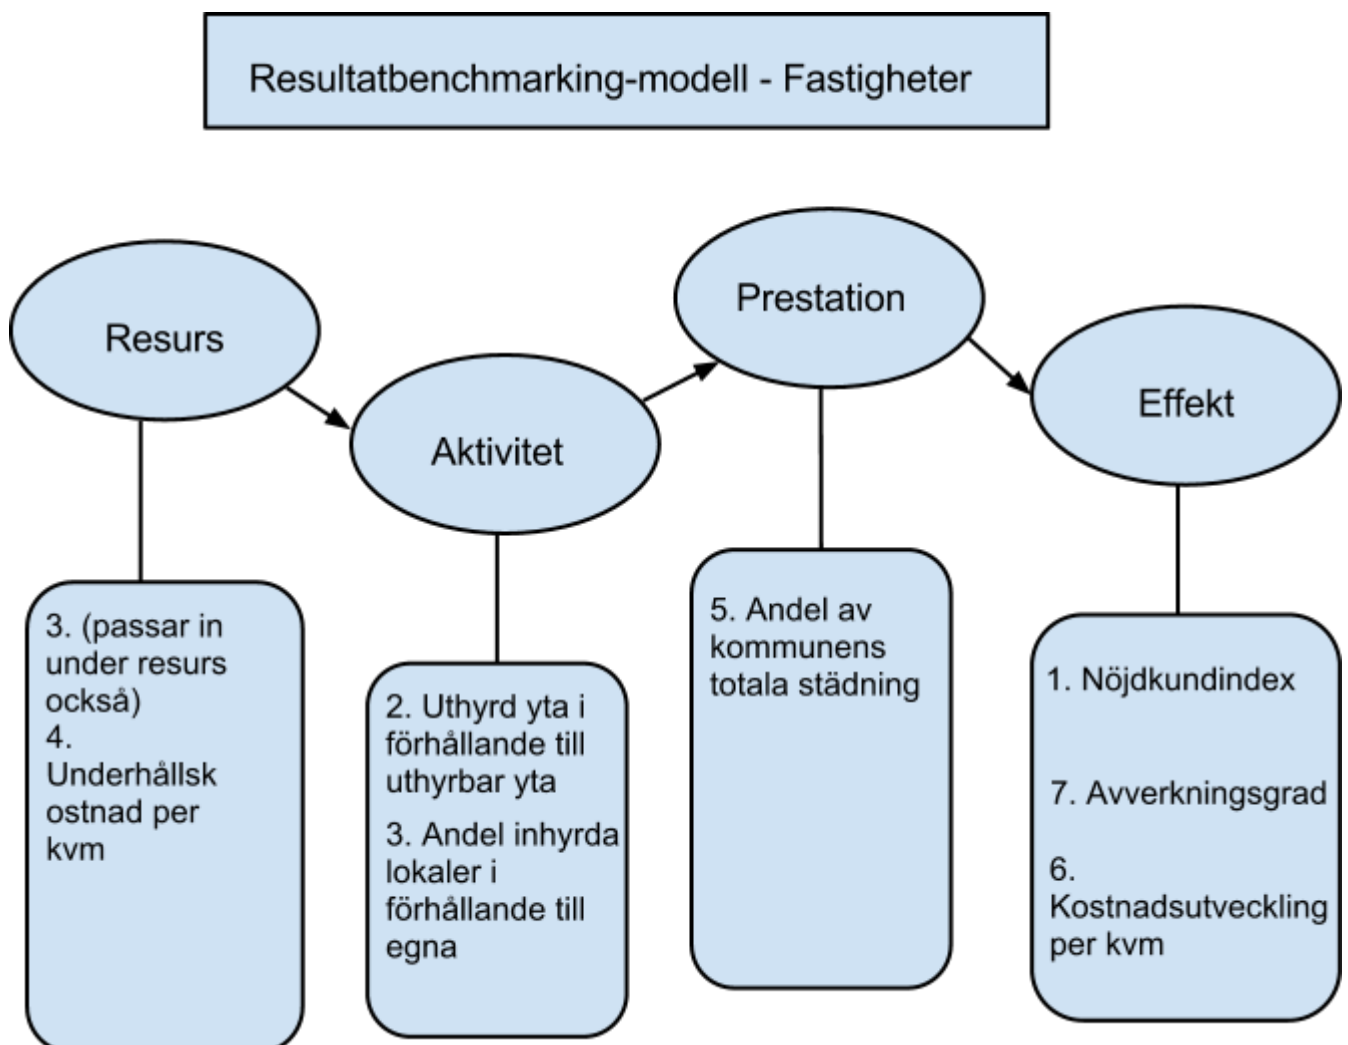 Resultatbenchmarking-modell - Fastigheter
Resurs
Aktivitet
Prestation
Effekt
3. (passar in
under resurs
också)
4.
Underhållsk
ostnad per
kvm
2. Uthyrd yta i
förhållande till
uthyrbar yta
3. Andel inhyrda
lokaler i
förhållande till
egna
5. Andel av
kommunens
totala städning
1. Nöjdkundindex
7. Avverkningsgrad
6.
Kostnadsutveckling
per kvm